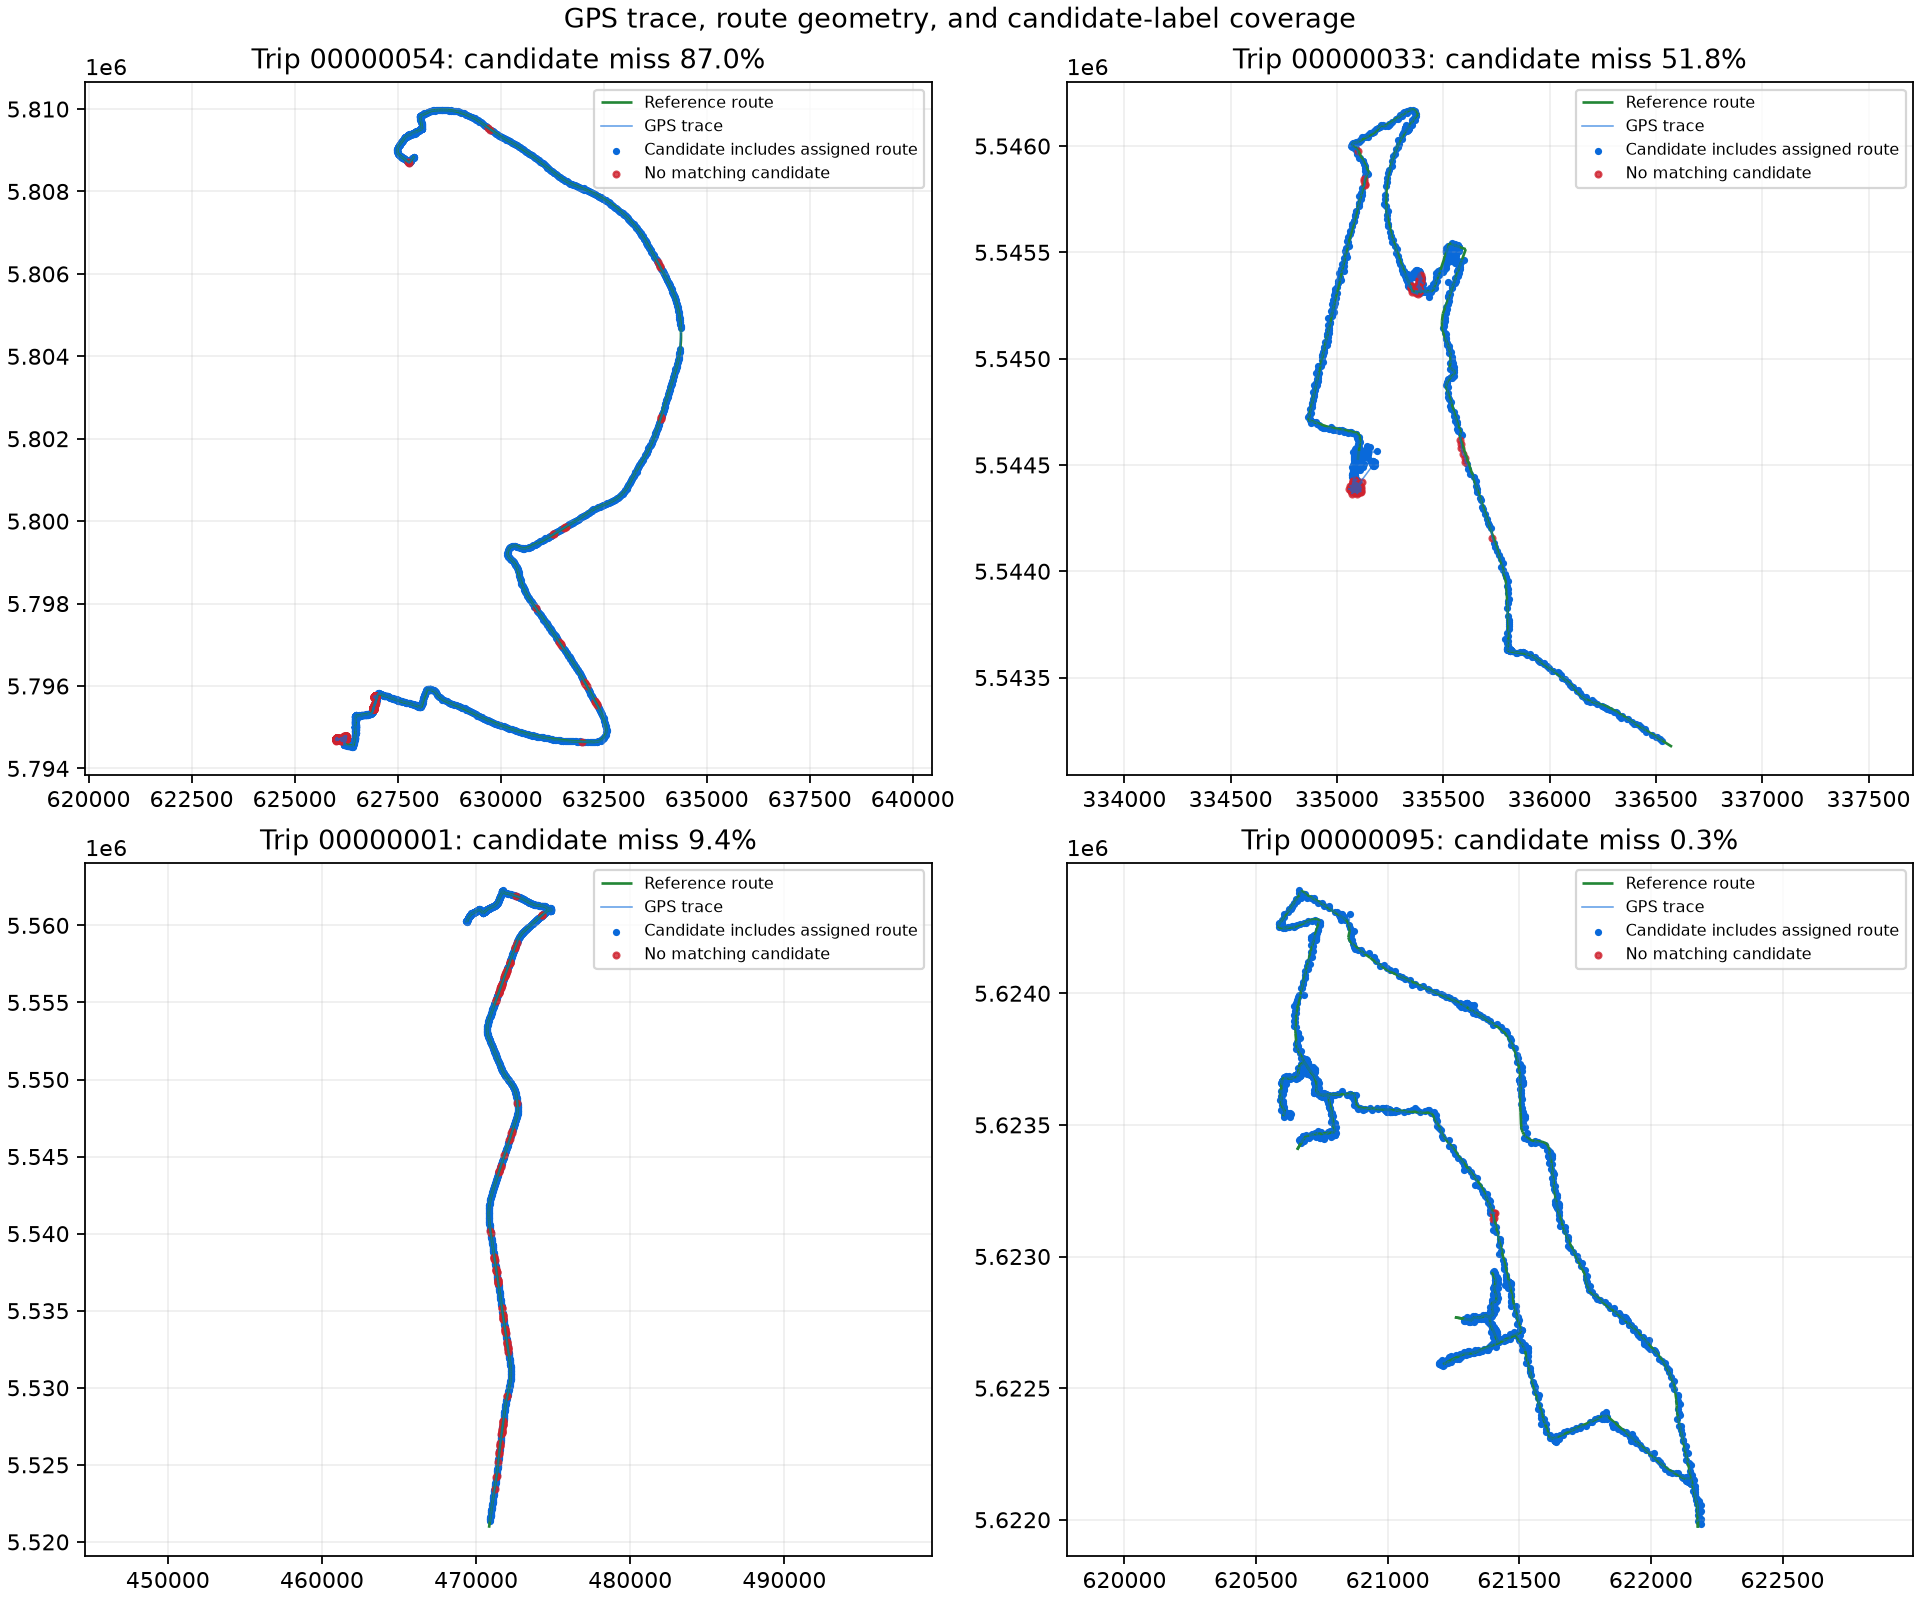 GPS trace, route geometry, and candidate-label coverage
Trip 00000054: candidate miss 87.0%
1e6
Reference route
GPS trace
Candidate includes assigned route
No matching candidate
5.810
5.808
5.806
5.804
5.802
5.800
5.798
5.796
5.794
620000 622500 625000 627500 630000 632500 635000 637500 640000
Trip 00000033: candidate miss 51.8%
1e6
Reference route
GPS trace
Candidate includes assigned route
No matching candidate
5.5460
5.5455
5.5450
5.5445
5.5440
5.5435
334000 334500 335000 335500 336000 336500 337000 337500
Trip 00000001: candidate miss 9.4%
1e6
Reference route
GPS trace
Candidate includes assigned route
No matching candidate
5.560
5.555
5.550
5.545
5.540
5.535
5.530
5.525
5.520
450000 460000 470000 480000 490000
Trip 00000095: candidate miss 0.3%
1e6
Reference route
GPS trace
Candidate includes assigned route
No matching candidate
5.6240
5.6235
5.6230
5.6225
5.6220
620000 620500 621000 621500 622000 622500